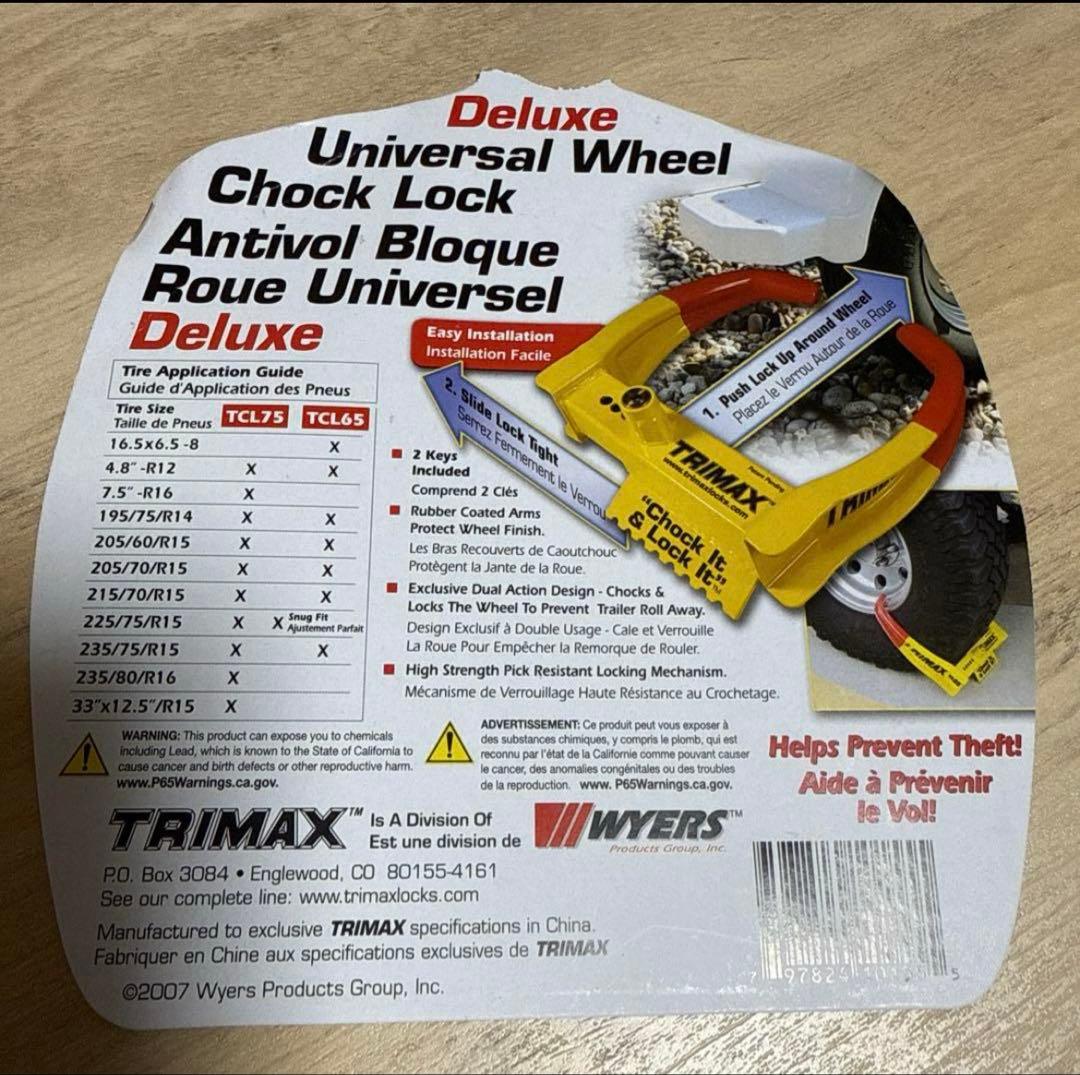 Deluxe
Universal Wheel
Chock Lock
Antivol Bloque
Roue Universel
Deluxe
Easy Installation
Installation Facile
1. Push Lock Up Around Wheel
Placez le Verrou Autour de la Roue
2. Slide Lock Tight
Serrez Fermement le Verrou
TRIMAX™
www.trimaxlocks.com
Patent Pending
"Chock It
& Lock It"™
Tire Application Guide
Guide d'Application des Pneus
Tire Size
Taille de Pneus TCL75 TCL65
16.5x6.5 -8 X
4.8" -R12 X X
7.5" -R16 X
195/75/R14 X X
205/60/R15 X X
205/70/R15 X X
215/70/R15 X X
225/75/R15 X X Snug Fit
Ajustement Parfait
235/75/R15 X X
235/80/R16 X
33"x12.5"/R15 X
2 Keys
Included
Comprend 2 Clés
Rubber Coated Arms
Protect Wheel Finish.
Les Bras Recouverts de Caoutchouc
Protègent la Jante de la Roue.
Exclusive Dual Action Design - Chocks &
Locks The Wheel To Prevent Trailer Roll Away.
Design Exclusif à Double Usage - Cale et Verrouille
La Roue Pour Empêcher la Remorque de Rouler.
High Strength Pick Resistant Locking Mechanism.
Mécanisme de Verrouillage Haute Résistance au Crochetage.
TRIMAX
WARNING: This product can expose you to chemicals
including Lead, which is known to the State of California to
cause cancer and birth defects or other reproductive harm.
www.P65Warnings.ca.gov.
ADVERTISSEMENT: Ce produit peut vous exposer à
des substances chimiques, y compris le plomb, qui est
reconnu par l'état de la Californie comme pouvant causer
le cancer, des anomalies congénitales ou des troubles
de la reproduction. www. P65Warnings.ca.gov.
Helps Prevent Theft!
Aide à Prévenir
le Vol!
TRIMAX™ Is A Division Of
Est une division de
WYERS™
Products Group, Inc.
P.O. Box 3084 • Englewood, CO 80155-4161
See our complete line: www.trimaxlocks.com
Manufactured to exclusive TRIMAX specifications in China.
Fabriquer en Chine aux specifications exclusives de TRIMAX
©2007 Wyers Products Group, Inc.